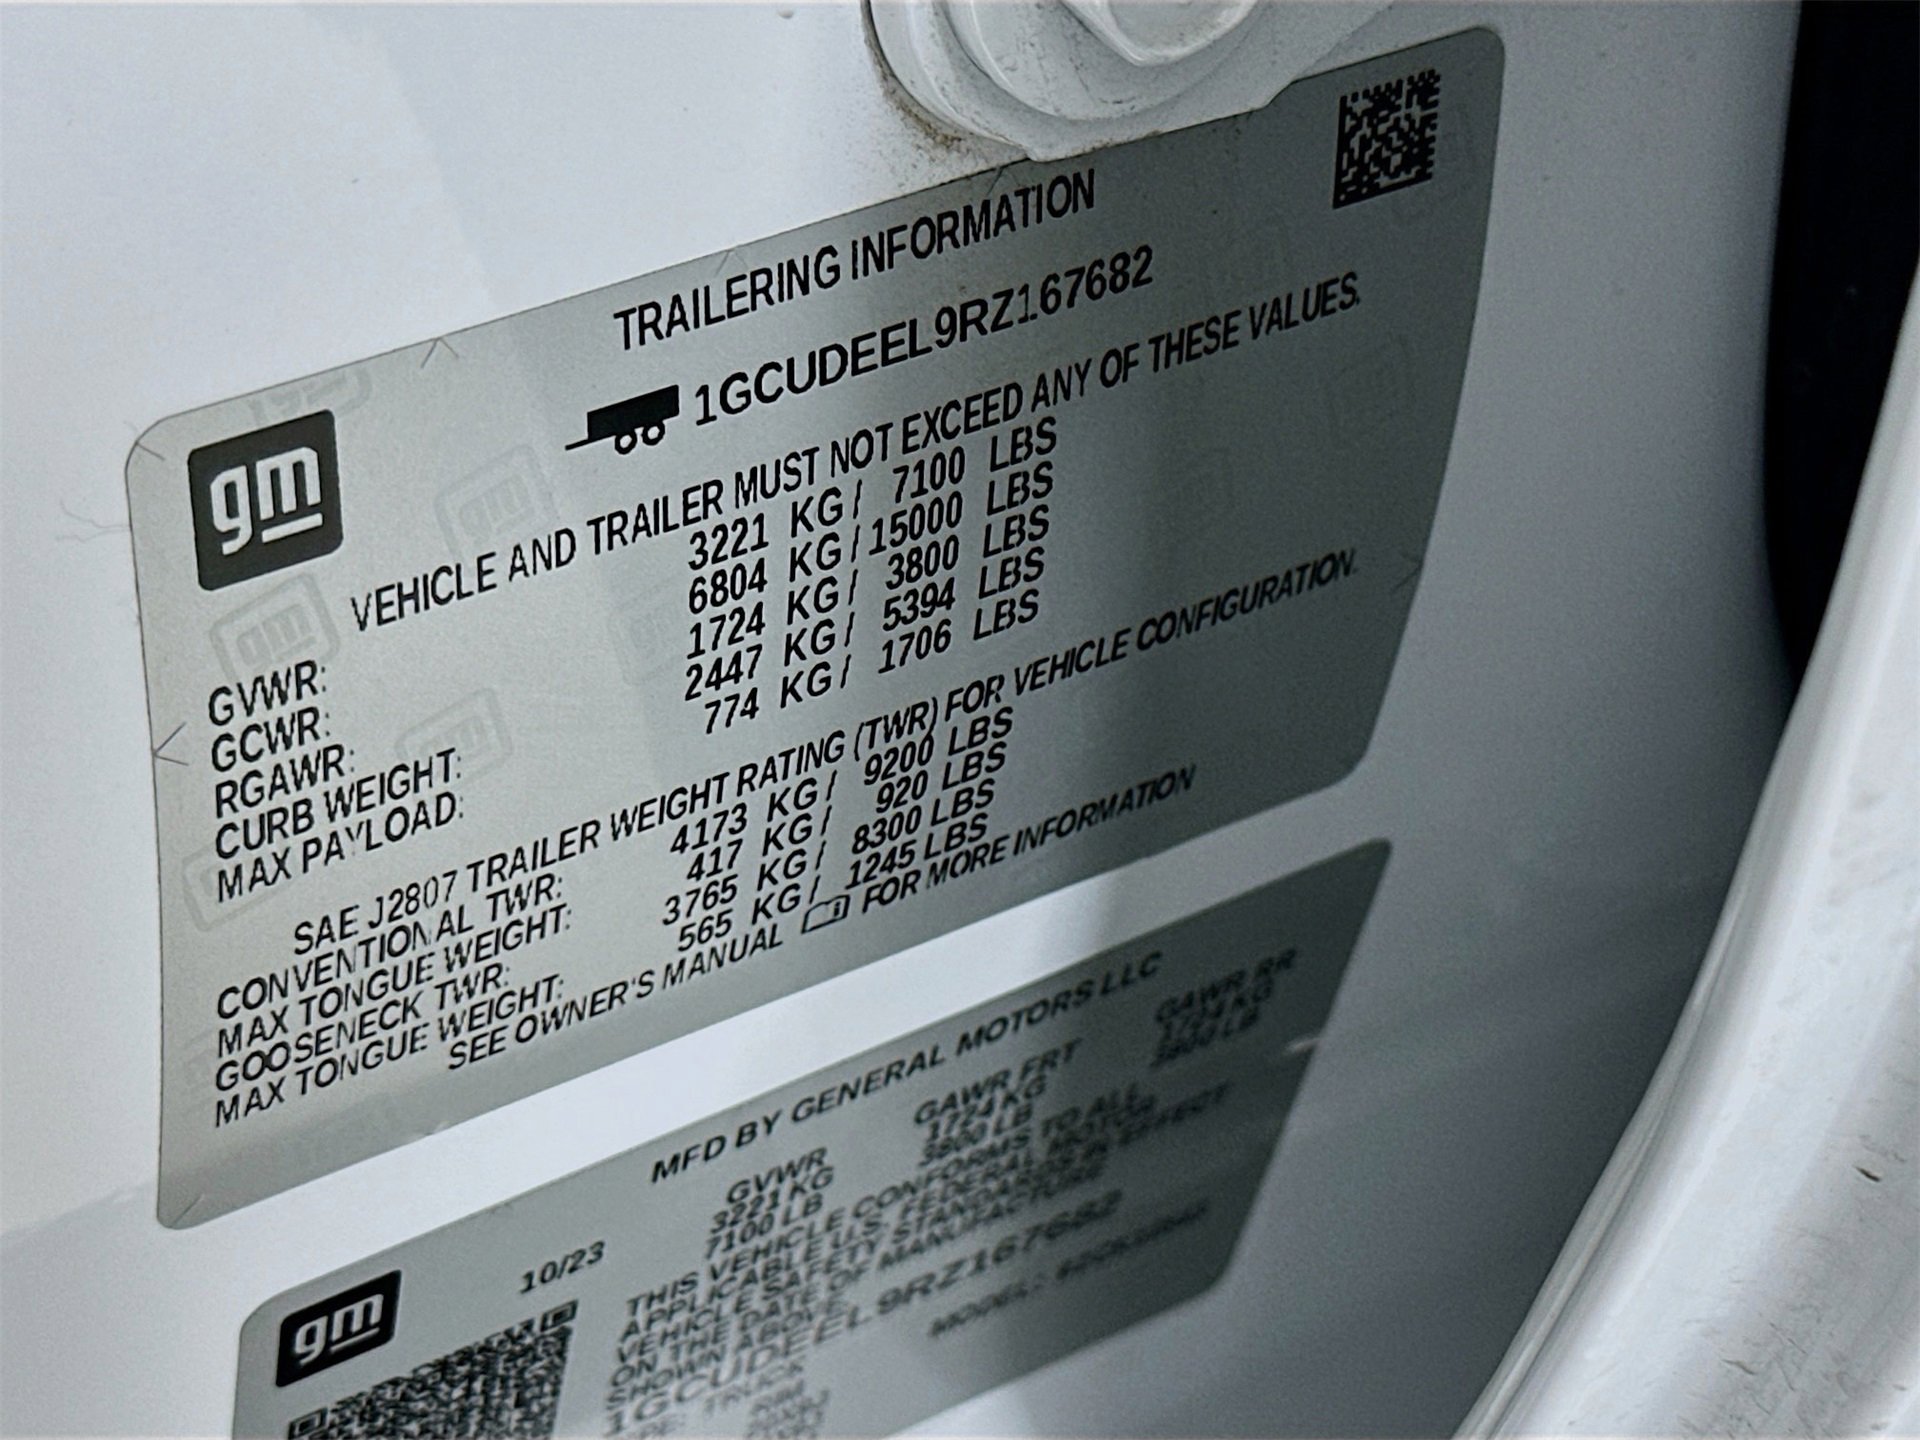 TRAILERING INFORMATION
1GCUDEEL9RZ167682
gm
VEHICLE AND TRAILER MUST NOT EXCEED ANY OF THESE VALUES.
GVWR: 3221 KG/ 7100 LBS
GCWR: 6804 KG/15000 LBS
RGAWR: 1724 KG/ 3800 LBS
CURB WEIGHT: 2447 KG/ 5394 LBS
MAX PAYLOAD: 774 KG/ 1706 LBS
SAE J2807 TRAILER WEIGHT RATING (TWR) FOR VEHICLE CONFIGURATION.
CONVENTIONAL TWR: 4173 KG/ 9200 LBS
MAX TONGUE WEIGHT: 417 KG/ 920 LBS
GOOSENECK TWR: 3765 KG/ 8300 LBS
MAX TONGUE WEIGHT: 565 KG/ 1245 LBS
SEE OWNER'S MANUAL FOR MORE INFORMATION
MFD BY GENERAL MOTORS LLC
gm
10/23
GVWR GAWR FRT GAWR RR
3221 KG 1724 KG 1724 KG
7100 LB 3800 LB 3800 LB
THIS VEHICLE CONFORMS TO ALL
APPLICABLE U.S. FEDERAL MOTOR
VEHICLE SAFETY STANDARDS IN EFFECT
ON THE DATE OF MANUFACTURE
SHOWN ABOVE
1GCUDEEL9RZ167682
TRUCK MODEL: